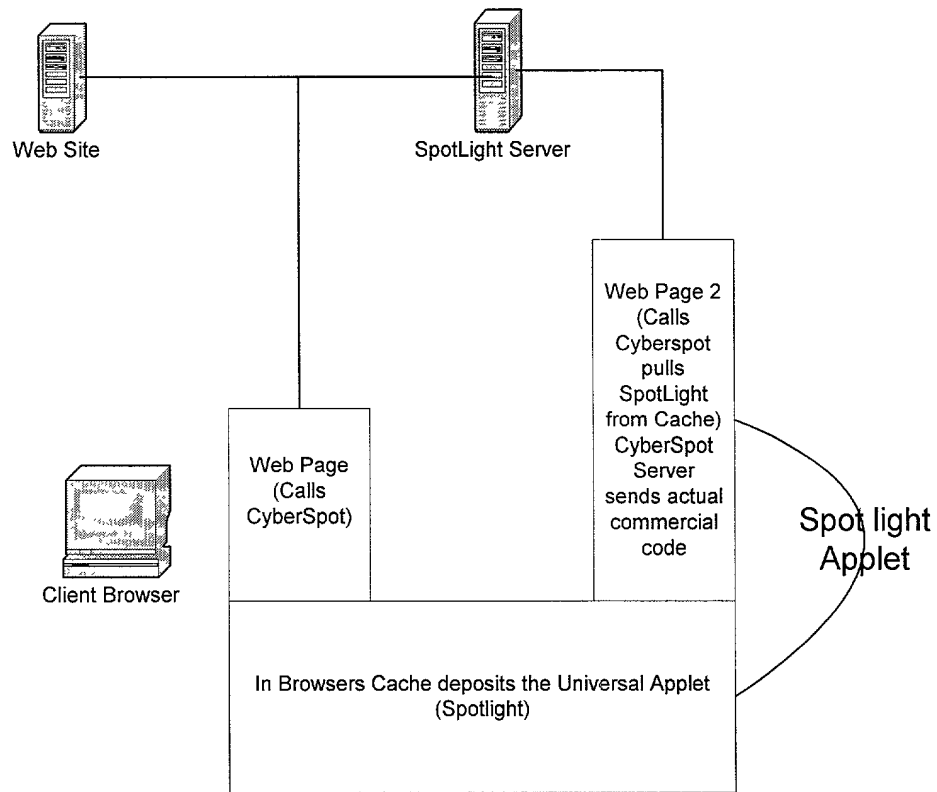 Web Site
SpotLight Server
Web Page 2
(Calls
Cyberspot
pulls
SpotLight
from Cache)
CyberSpot
Server
sends actual
commercial
code
Web Page
(Calls
CyberSpot)
Spot light
Applet
Client Browser
In Browsers Cache deposits the Universal Applet
(Spotlight)